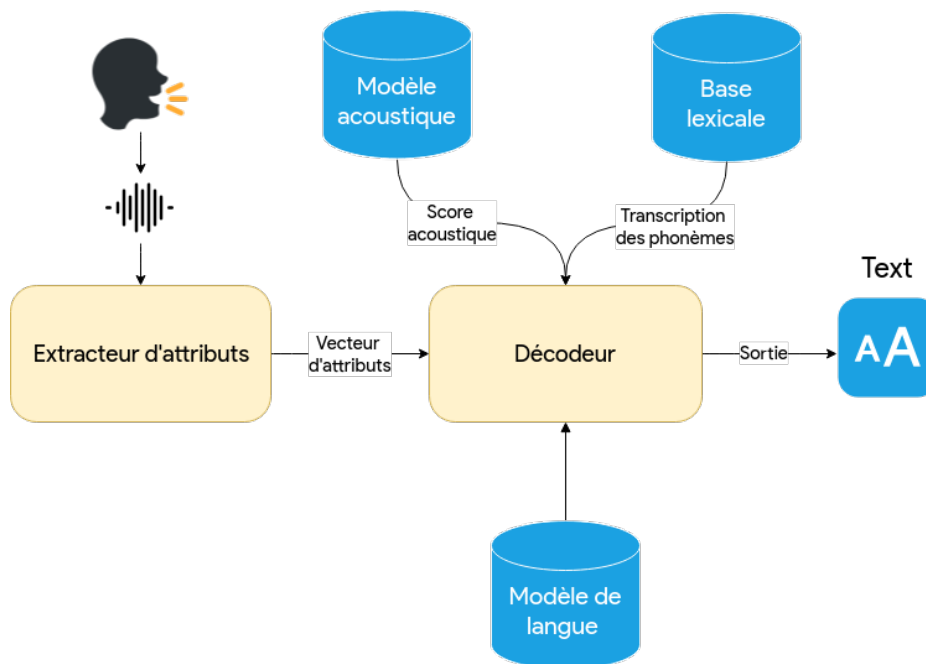 Modèle
acoustique
Base
lexicale
Score
acoustique
Transcription
des phonèmes
Text
Extracteur d'attributs
Vecteur
d'attributs
Décodeur
Sortie
AA
Modèle de
langue